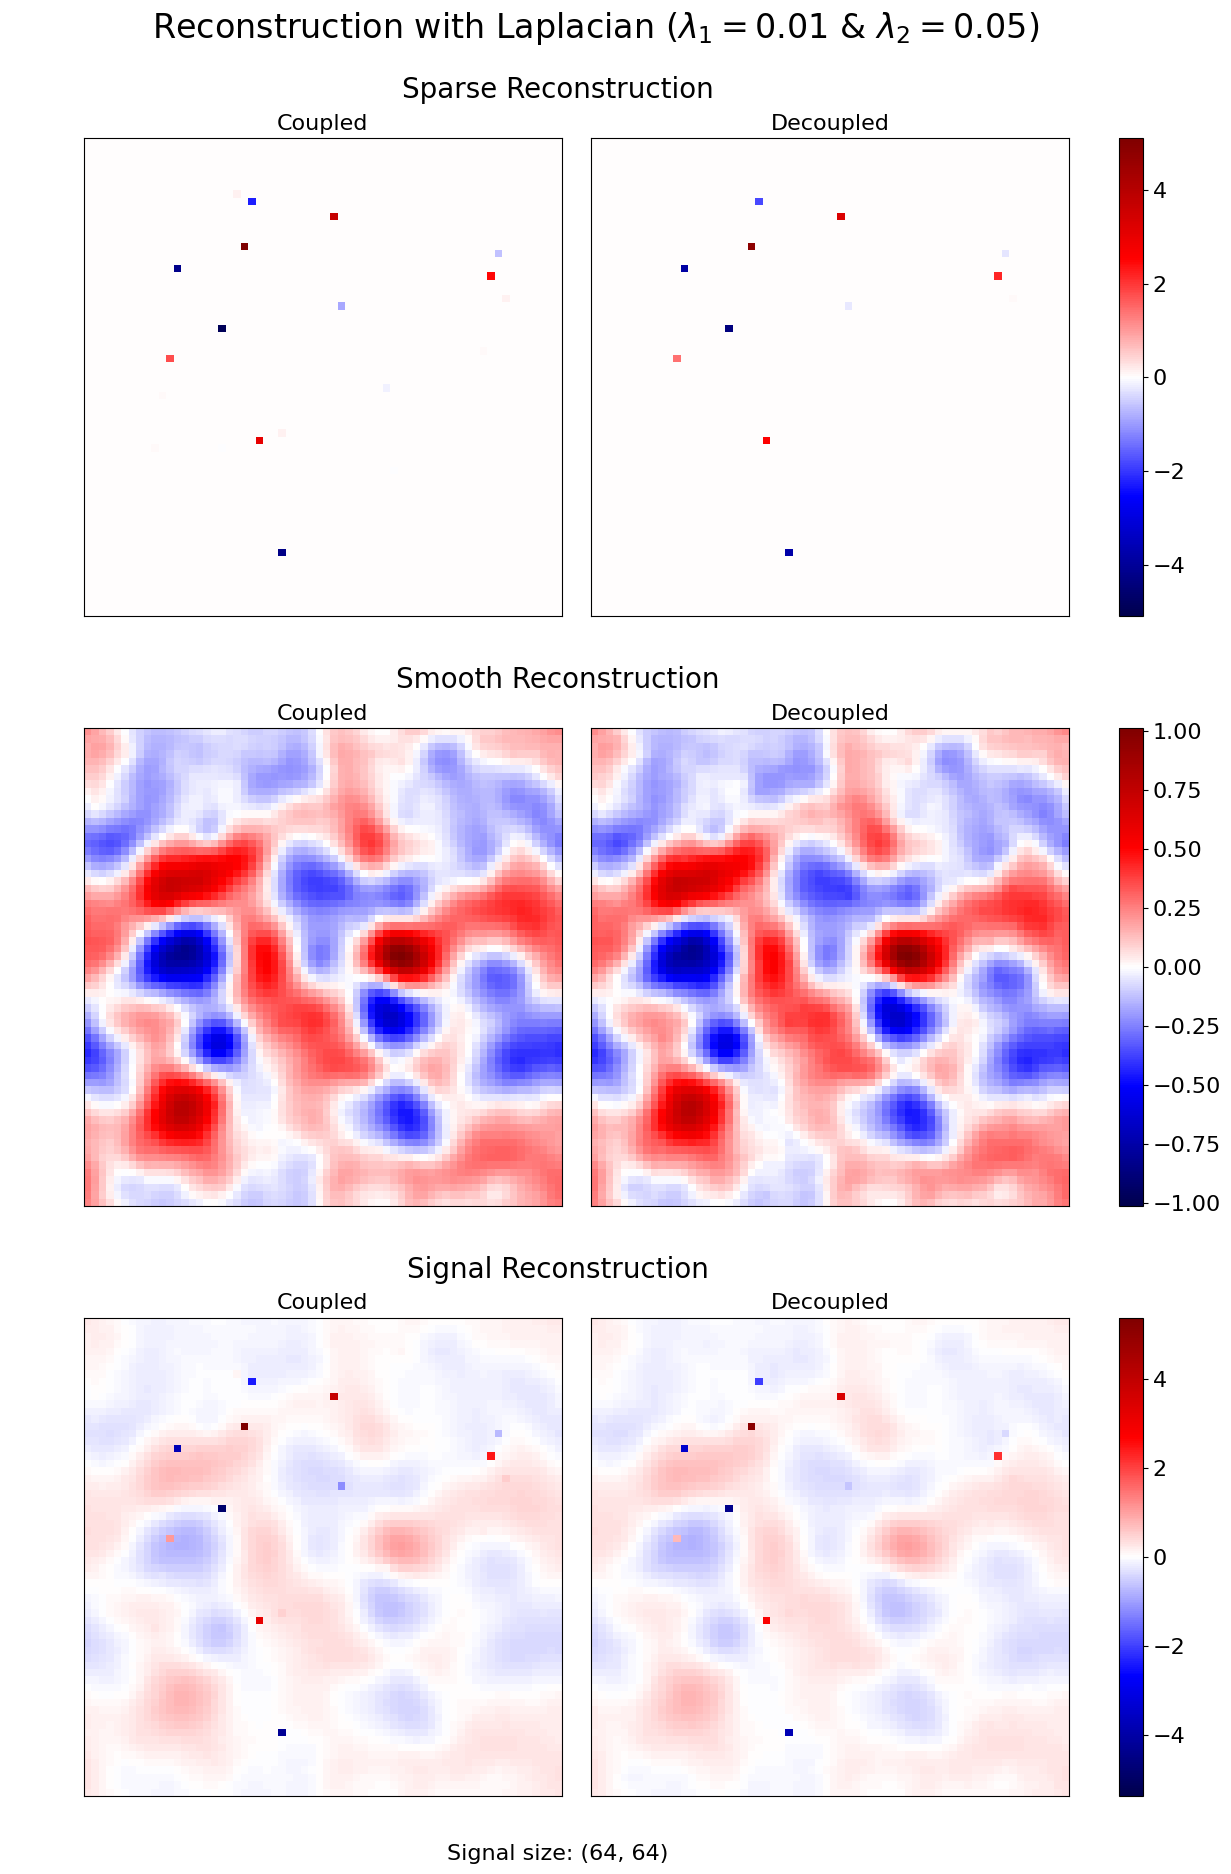 Reconstruction with Laplacian (λ₁ = 0.01 & λ₂ = 0.05)
Sparse Reconstruction
Coupled Decoupled
4
2
0
−2
−4
Smooth Reconstruction
Coupled Decoupled
1.00
0.75
0.50
0.25
0.00
−0.25
−0.50
−0.75
−1.00
Signal Reconstruction
Coupled Decoupled
4
2
0
−2
−4
Signal size: (64, 64)